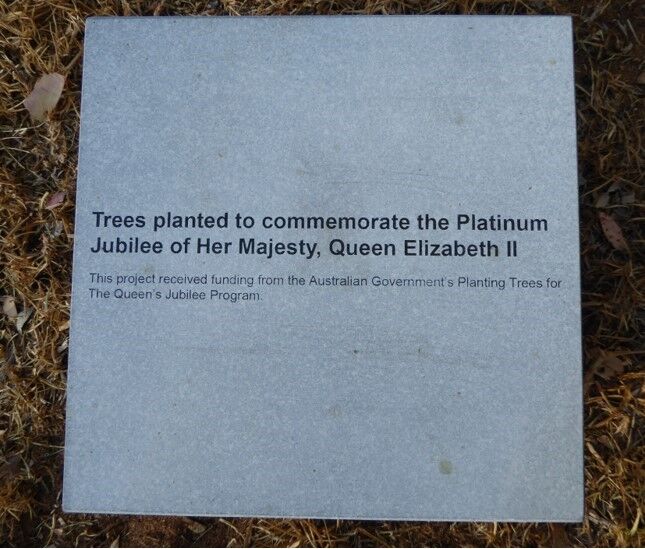 Trees planted to commemorate the Platinum
Jubilee of Her Majesty, Queen Elizabeth II
This project received funding from the Australian Government's Planting Trees for
The Queen's Jubilee Program.